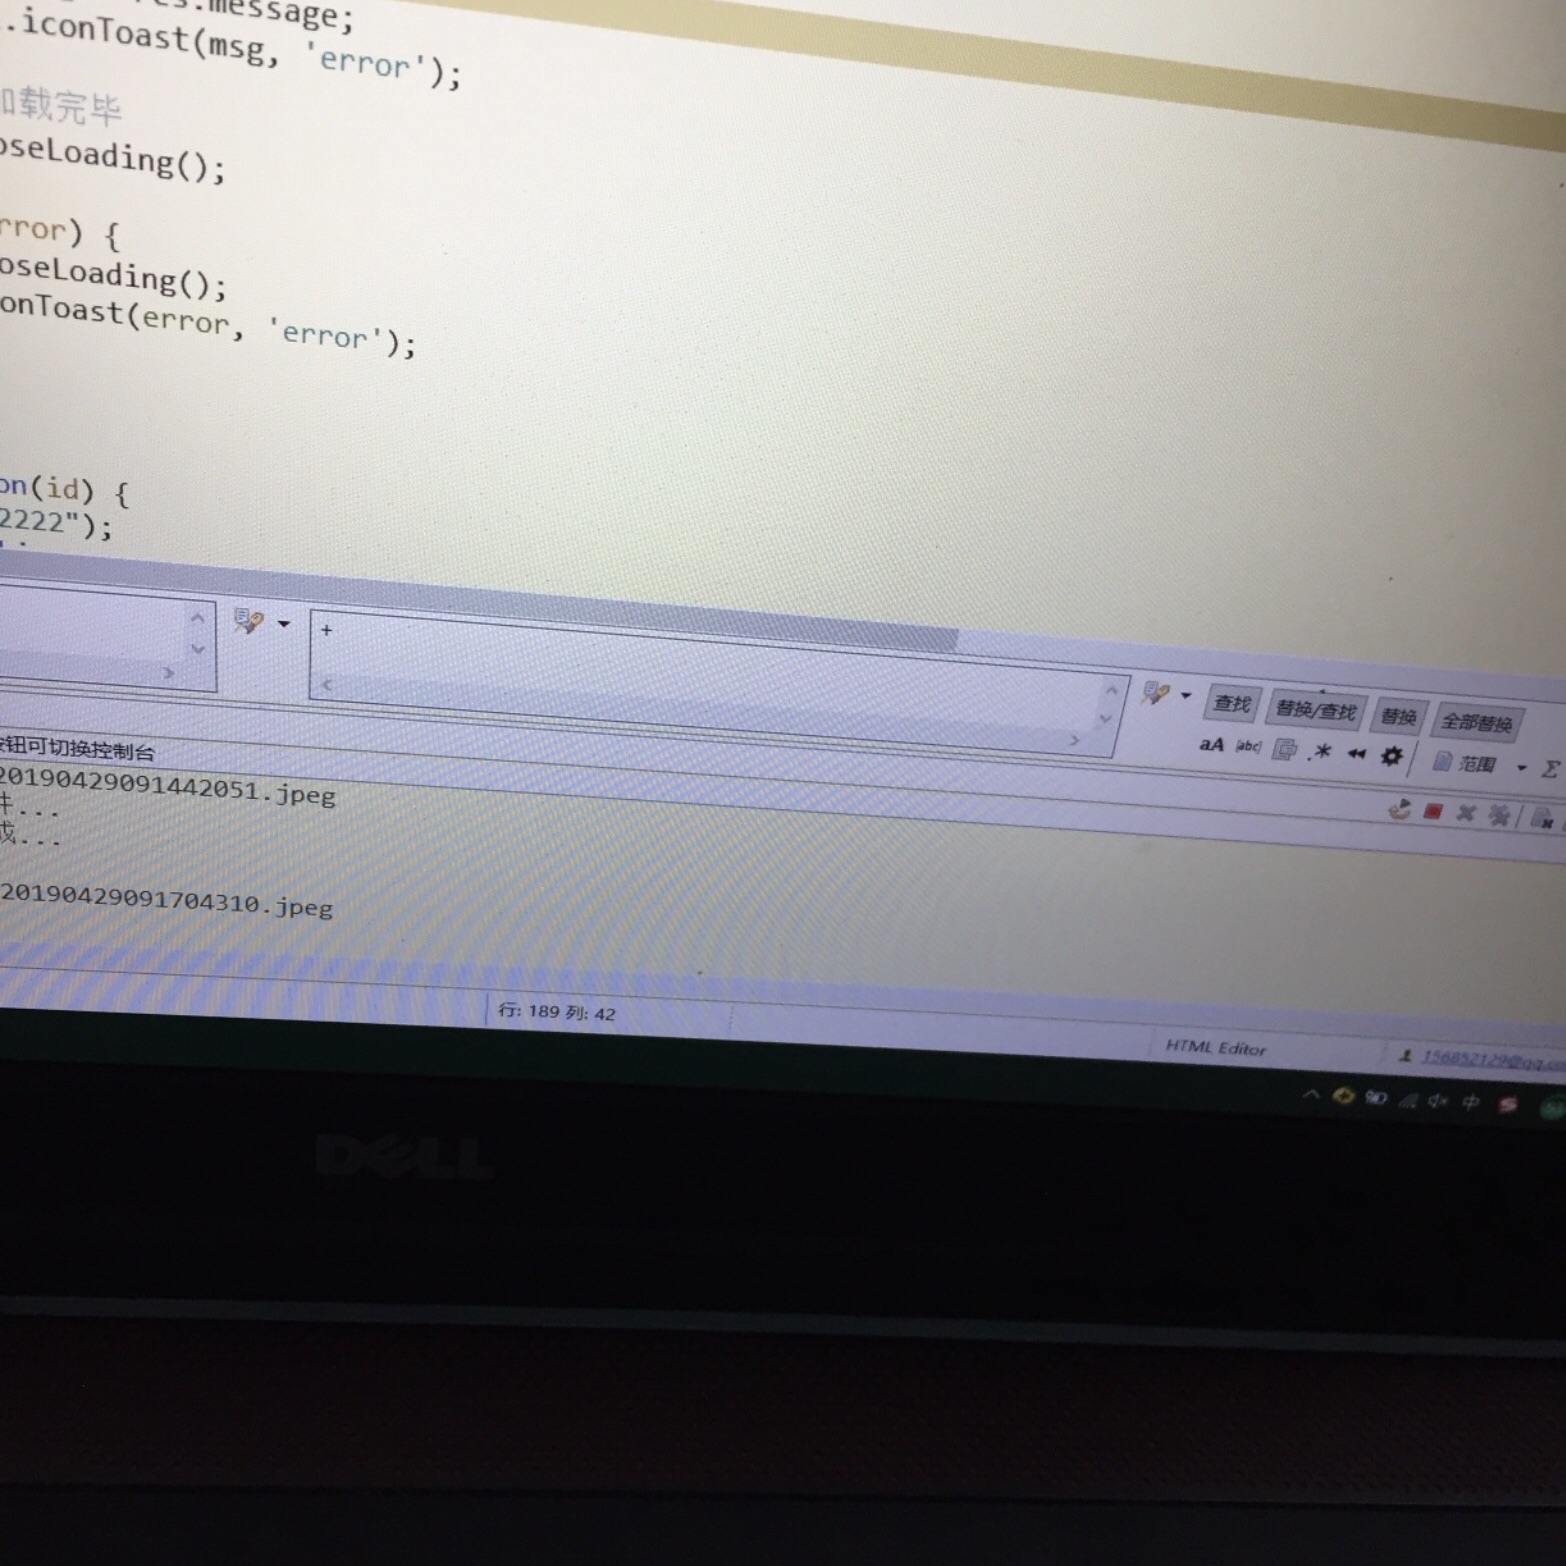 s.message;
.iconToast(msg, 'error');
加载完毕
oseLoading();
rror) {
oseLoading();
onToast(error, 'error');
on(id) {
2222");
+
查找 替换/查找 替换 全部替换
aA [abc] .* 范围 Σ
按钮可切换控制台
20190429091442051.jpeg
件...
成...
20190429091704310.jpeg
行: 189 列: 42
HTML Editor
156852129@qq.co
中
DELL